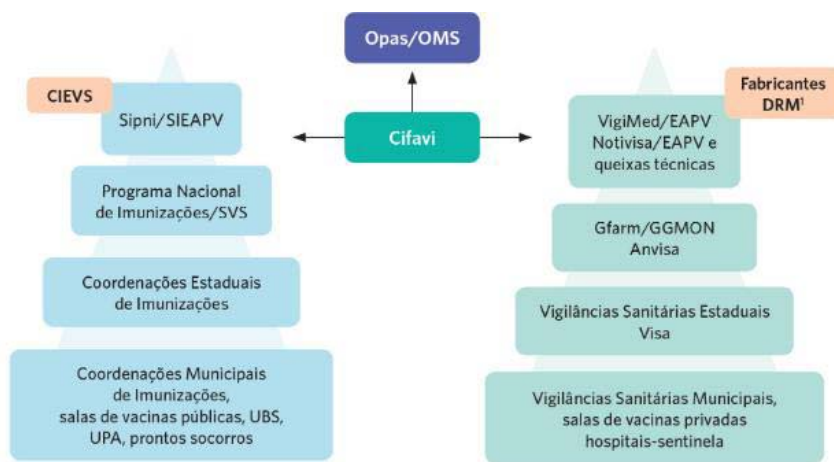 Opas/OMS
CIEVS
Sipni/SIEAPV
Cifavi
Fabricantes
DRM¹
VigiMed/EAPV
Notivisa/EAPV e
queixas técnicas
Programa Nacional
de Imunizações/SVS
Gfarm/GGMON
Anvisa
Coordenações Estaduais
de Imunizações
Vigilâncias Sanitárias Estaduais
Visa
Coordenações Municipais
de Imunizações,
salas de vacinas públicas, UBS,
UPA, prontos socorros
Vigilâncias Sanitárias Municipais,
salas de vacinas privadas
hospitais-sentinela